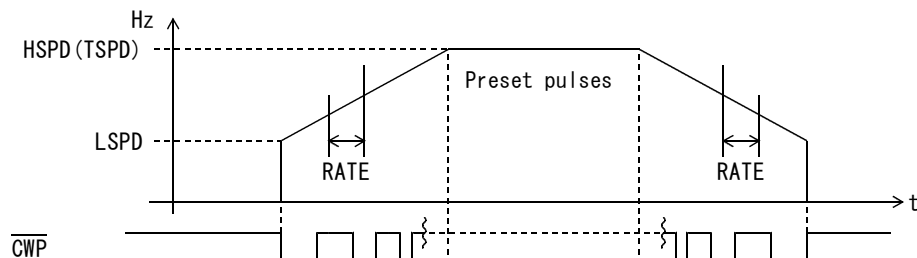 Hz
HSPD(TSPD)
Preset pulses
LSPD
RATE
RATE
t
CWP